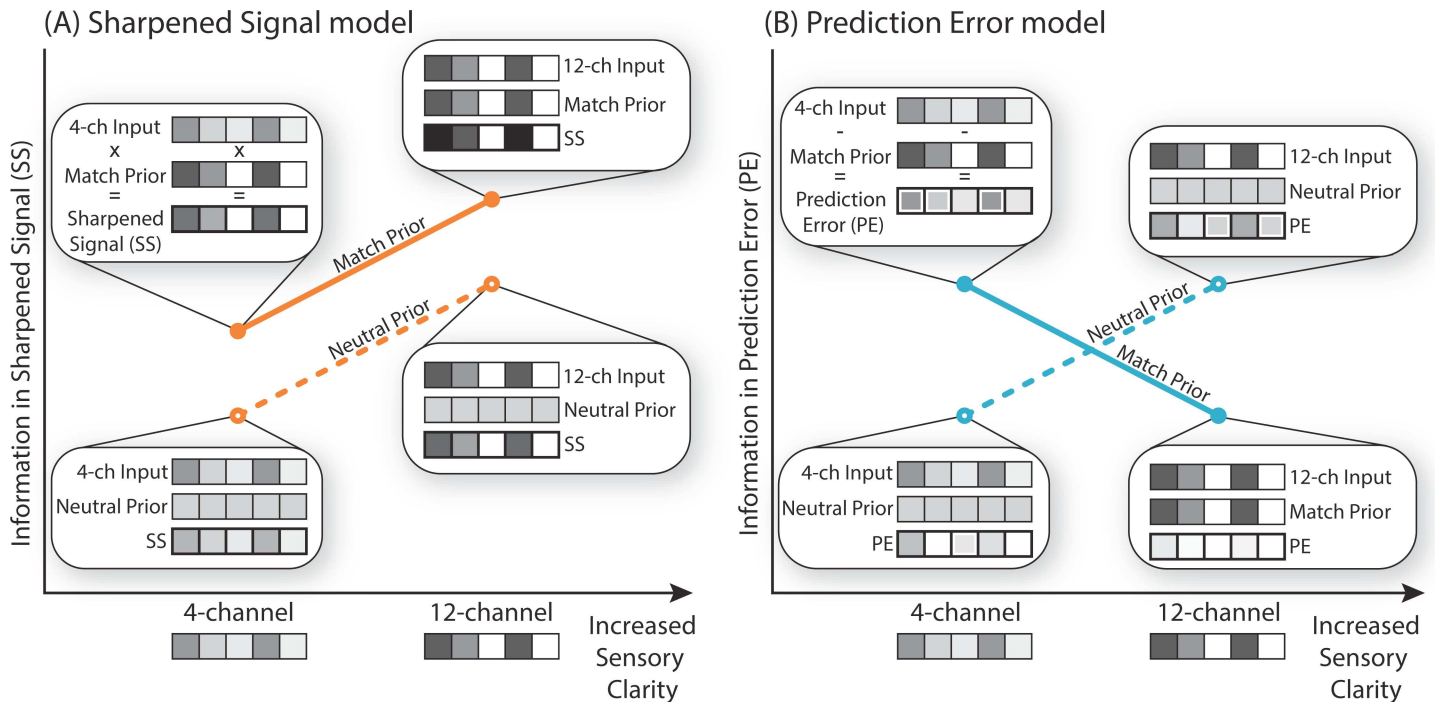 (A) Sharpened Signal model
Information in Sharpened Signal (SS)
4-ch Input
x x
Match Prior
= =
Sharpened
Signal (SS)
12-ch Input
Match Prior
SS
Match Prior
Neutral Prior
12-ch Input
Neutral Prior
SS
4-ch Input
Neutral Prior
SS
4-channel
12-channel
Increased
Sensory
Clarity
(B) Prediction Error model
Information in Prediction Error (PE)
4-ch Input
- -
Match Prior
= =
Prediction
Error (PE)
12-ch Input
Neutral Prior
PE
Neutral Prior
Match Prior
4-ch Input
Neutral Prior
PE
12-ch Input
Match Prior
PE
4-channel
12-channel
Increased
Sensory
Clarity